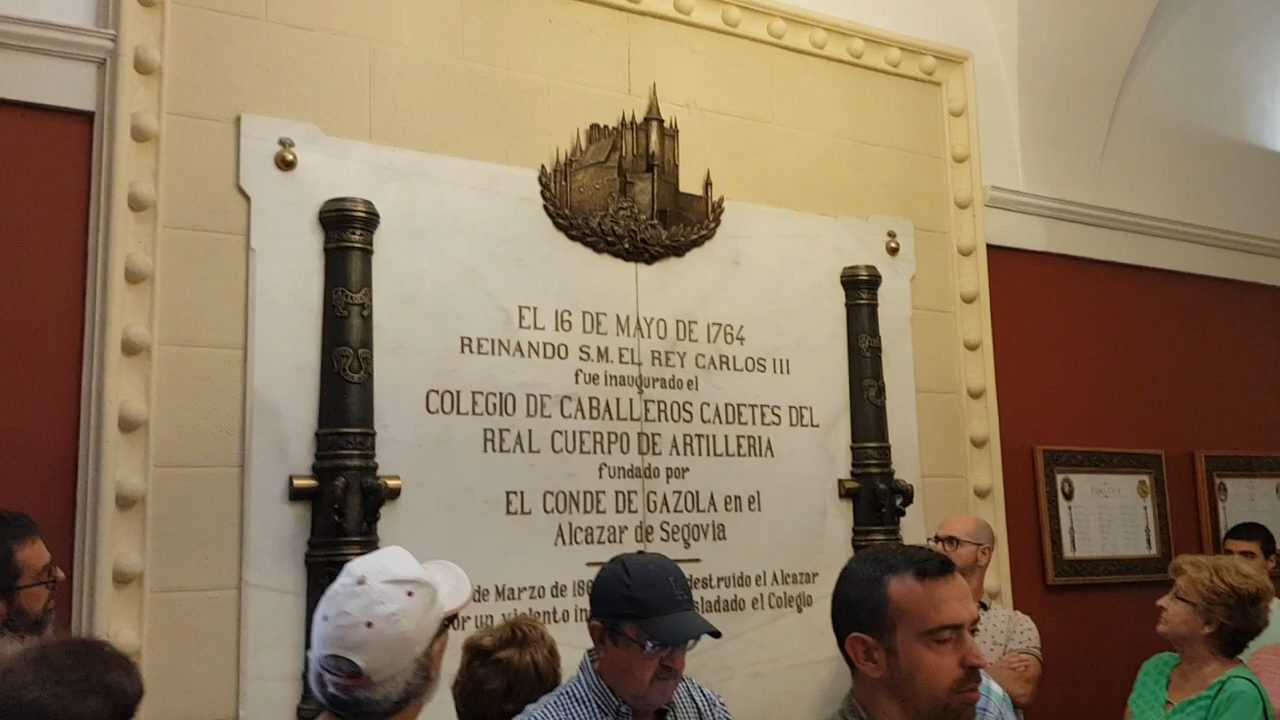 EL 16 DE MAYO DE 1764
REINANDO S.M. EL REY CARLOS III
fue inaugurado el
COLEGIO DE CABALLEROS CADETES DEL
REAL CUERPO DE ARTILLERIA
fundado por
EL CONDE DE GAZOLA en el
Alcazar de Segovia
de Marzo de destruido el Alcazar
por un violento el Colegio